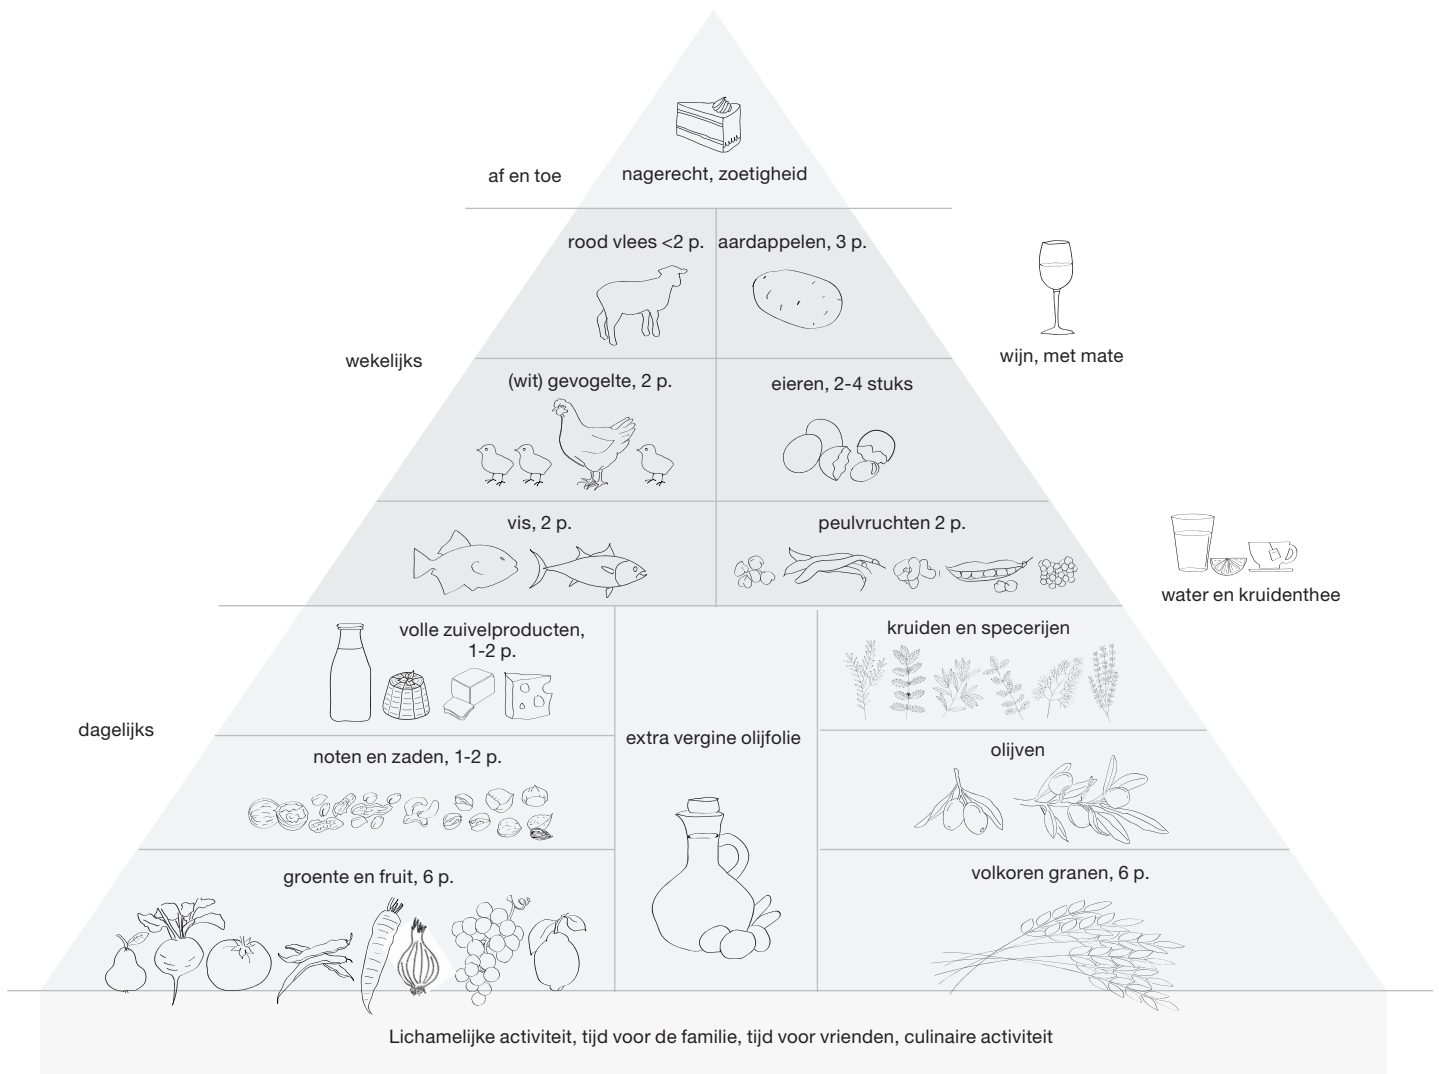 nagerecht, zoetigheid
af en toe
rood vlees <2 p.
aardappelen, 3 p.
wijn, met mate
wekelijks
(wit) gevogelte, 2 p.
eieren, 2-4 stuks
vis, 2 p.
peulvruchten 2 p.
water en kruidenthee
volle zuivelproducten,
1-2 p.
kruiden en specerijen
dagelijks
extra vergine olijfolie
noten en zaden, 1-2 p.
olijven
groente en fruit, 6 p.
volkoren granen, 6 p.
Lichamelijke activiteit, tijd voor de familie, tijd voor vrienden, culinaire activiteit